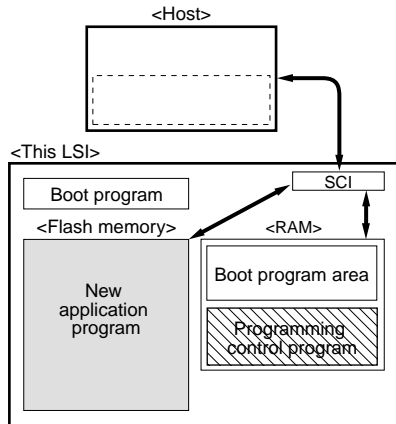 <Host>
<This LSI>
SCI
Boot program
<Flash memory>
<RAM>
New
application
program
Boot program area
Programming
control program